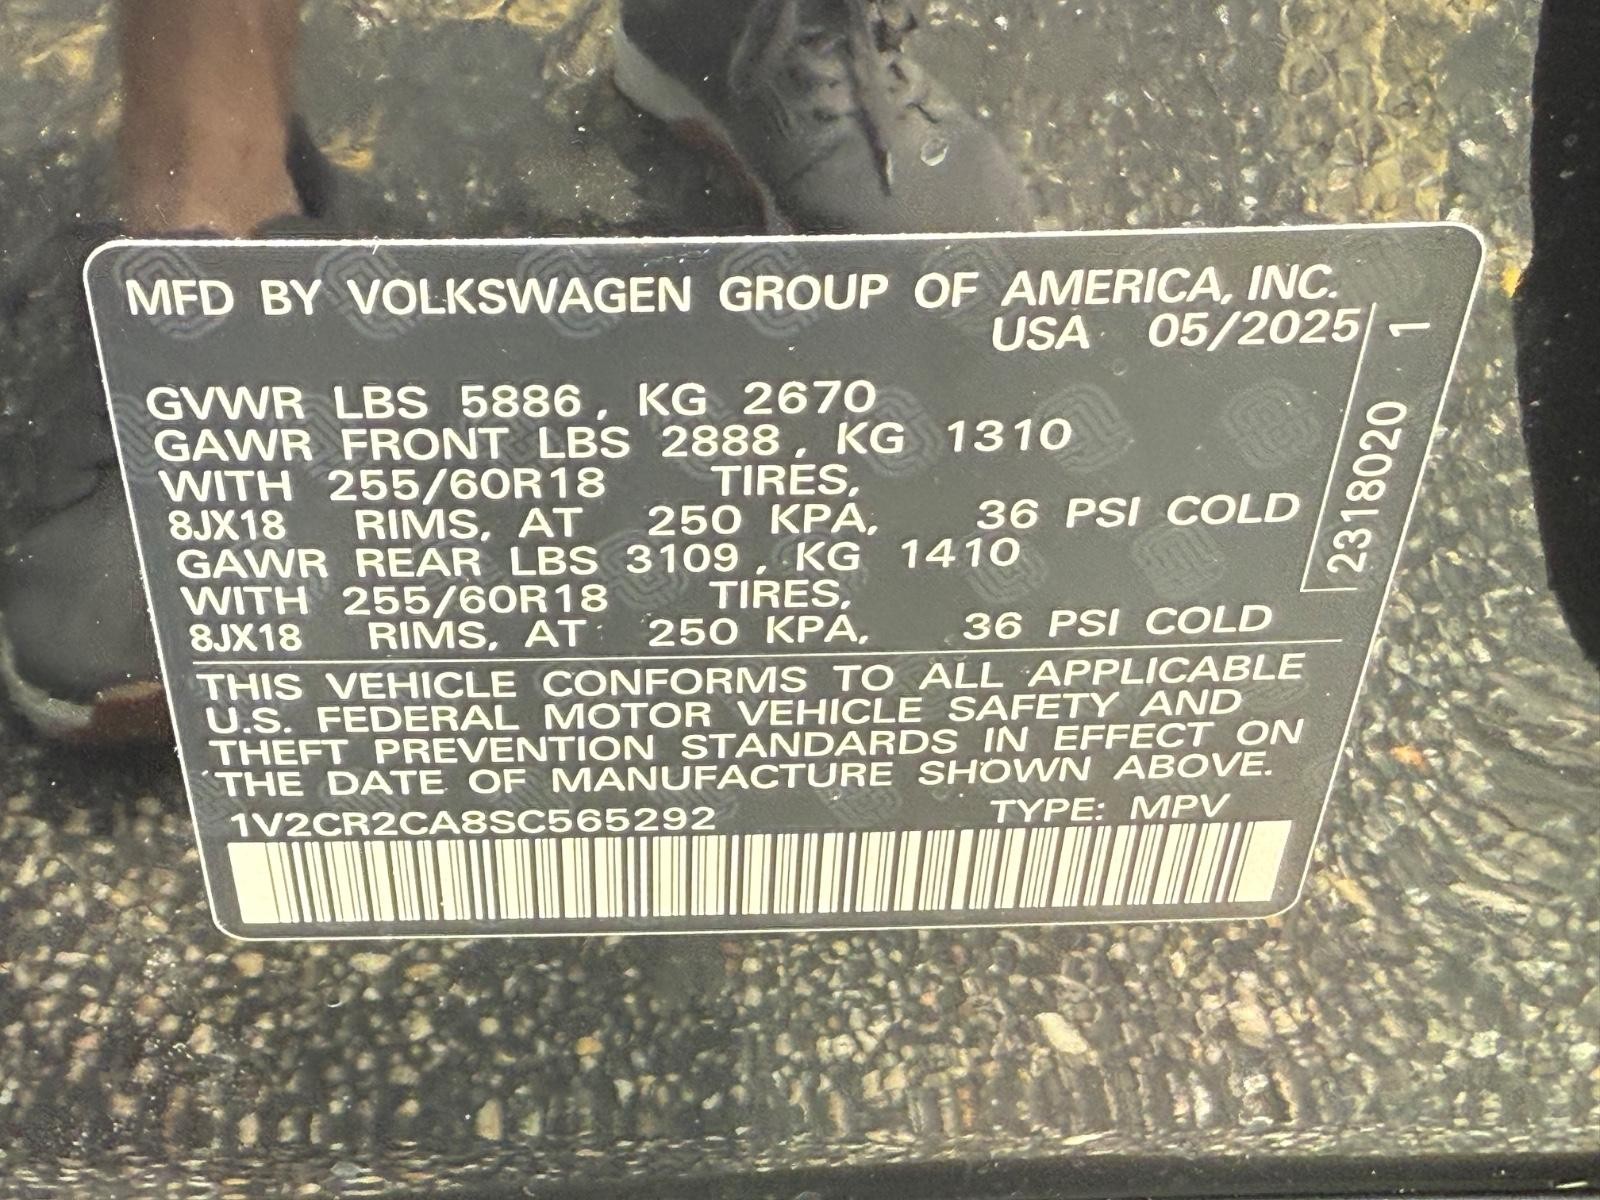 MFD BY VOLKSWAGEN GROUP OF AMERICA, INC.
USA 05/2025
GVWR LBS 5886, KG 2670
GAWR FRONT LBS 2888, KG 1310
WITH 255/60R18 TIRES,
8JX18 RIMS, AT 250 KPA, 36 PSI COLD
GAWR REAR LBS 3109, KG 1410
WITH 255/60R18 TIRES,
8JX18 RIMS, AT 250 KPA, 36 PSI COLD
2318020 1
THIS VEHICLE CONFORMS TO ALL APPLICABLE
U.S. FEDERAL MOTOR VEHICLE SAFETY AND
THEFT PREVENTION STANDARDS IN EFFECT ON
THE DATE OF MANUFACTURE SHOWN ABOVE.
1V2CR2CA8SC565292 TYPE: MPV